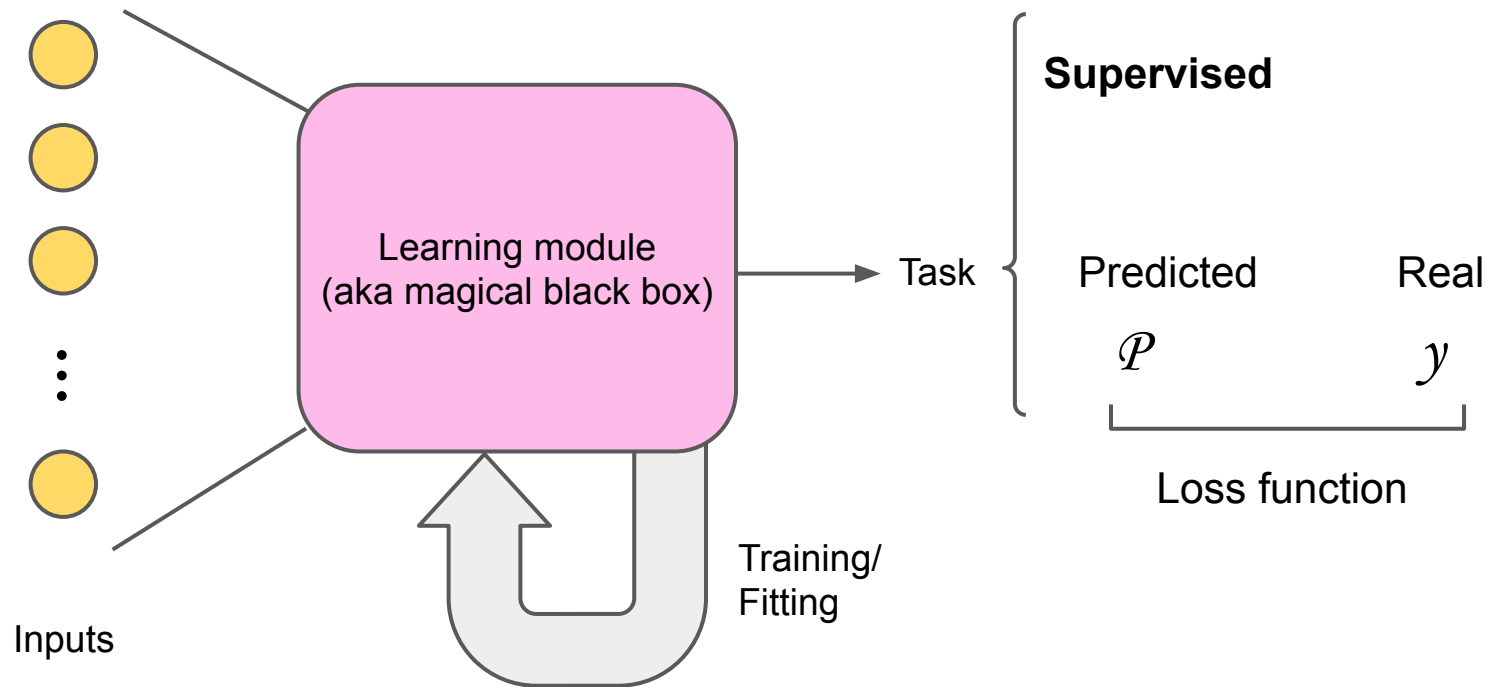 Supervised
Learning module
(aka magical black box)
Task
Predicted
Real
𝒫
y
Loss function
Training/
Fitting
Inputs